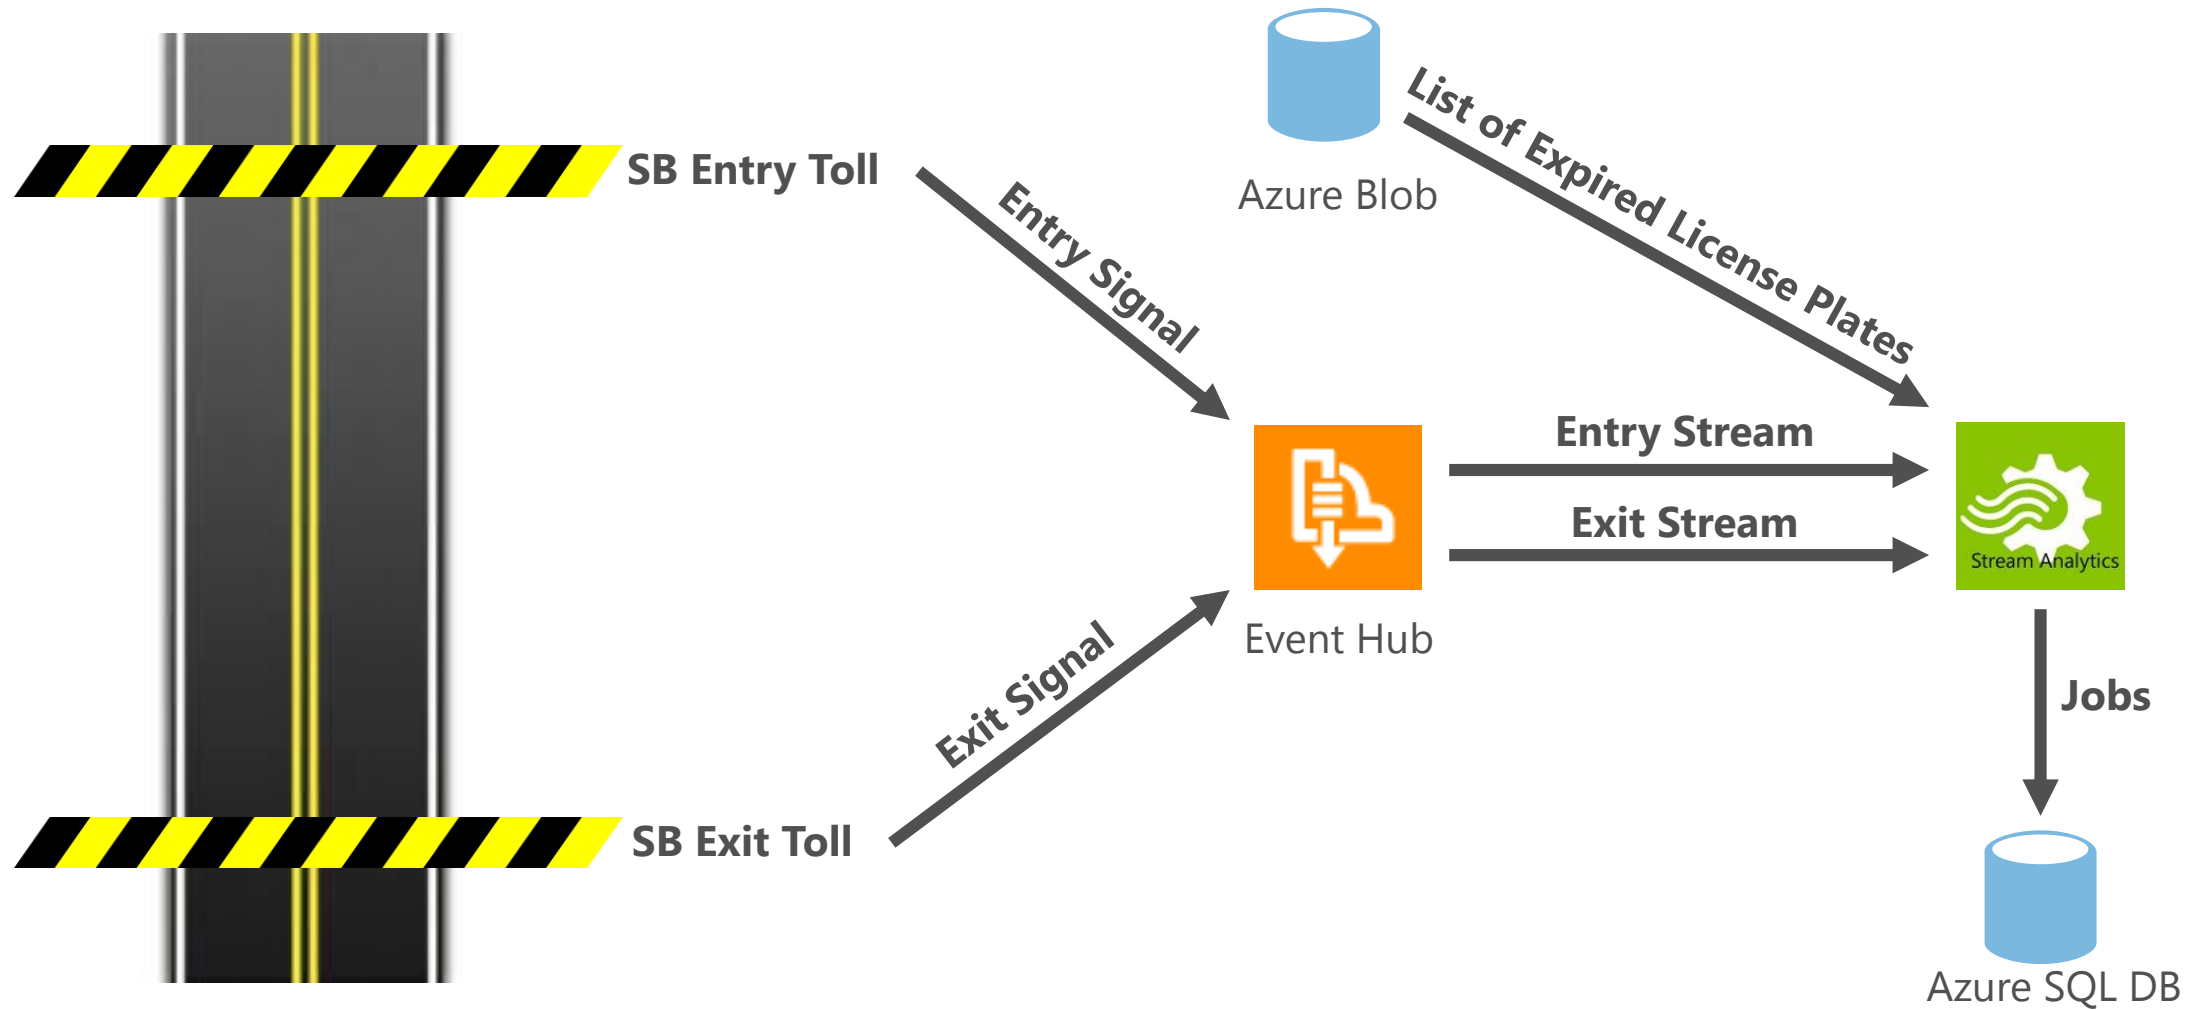 SB Entry Toll
Entry Signal
Azure Blob
List of Expired License Plates
Entry Stream
Exit Stream
Stream Analytics
Event Hub
Exit Signal
Jobs
SB Exit Toll
Azure SQL DB